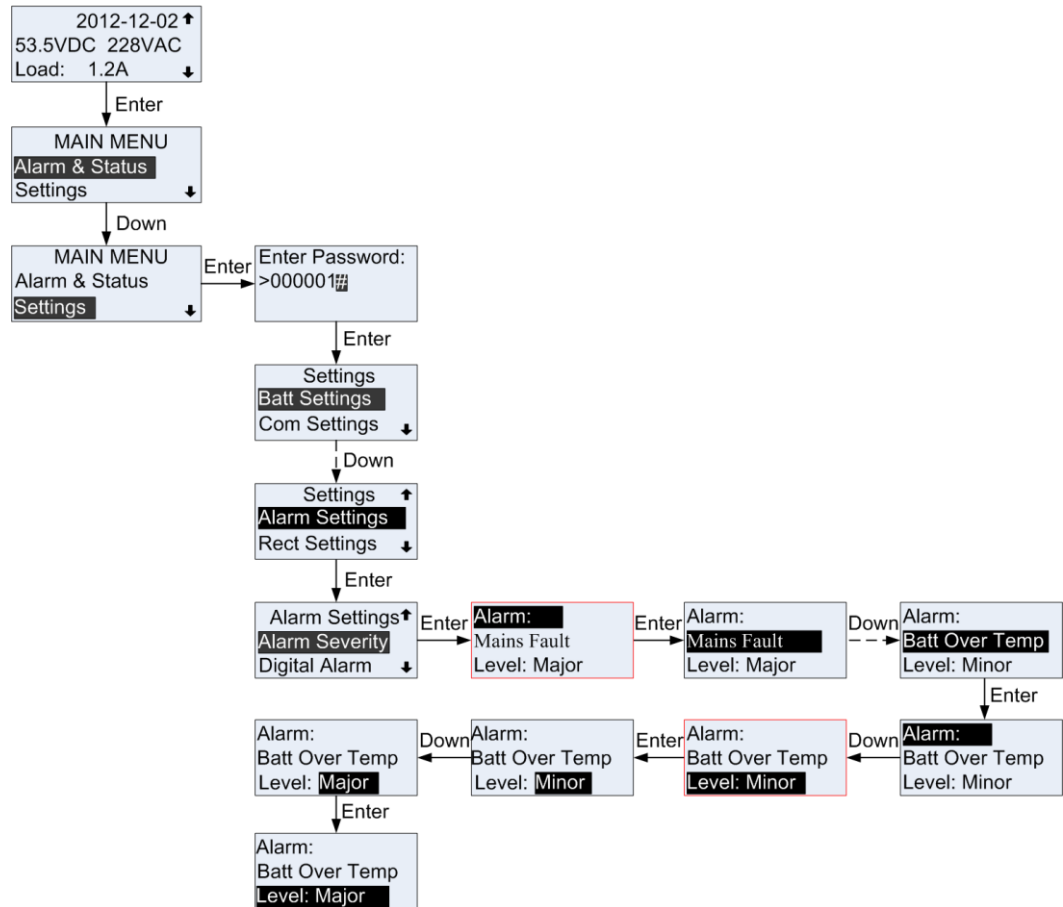 2012-12-02
53.5VDC 228VAC
Load: 1.2A
Enter
MAIN MENU
Alarm & Status
Settings
Down
MAIN MENU
Alarm & Status
Settings
Enter
Enter Password:
>000001#
Enter
Settings
Batt Settings
Com Settings
Down
Settings
Alarm Settings
Rect Settings
Enter
Alarm Settings
Alarm Severity
Digital Alarm
Enter
Alarm:
Mains Fault
Level: Major
Enter
Alarm:
Mains Fault
Level: Major
Down
Alarm:
Batt Over Temp
Level: Minor
Enter
Alarm:
Batt Over Temp
Level: Minor
Down
Alarm:
Batt Over Temp
Level: Minor
Enter
Alarm:
Batt Over Temp
Level: Minor
Down
Alarm:
Batt Over Temp
Level: Major
Enter
Alarm:
Batt Over Temp
Level: Major